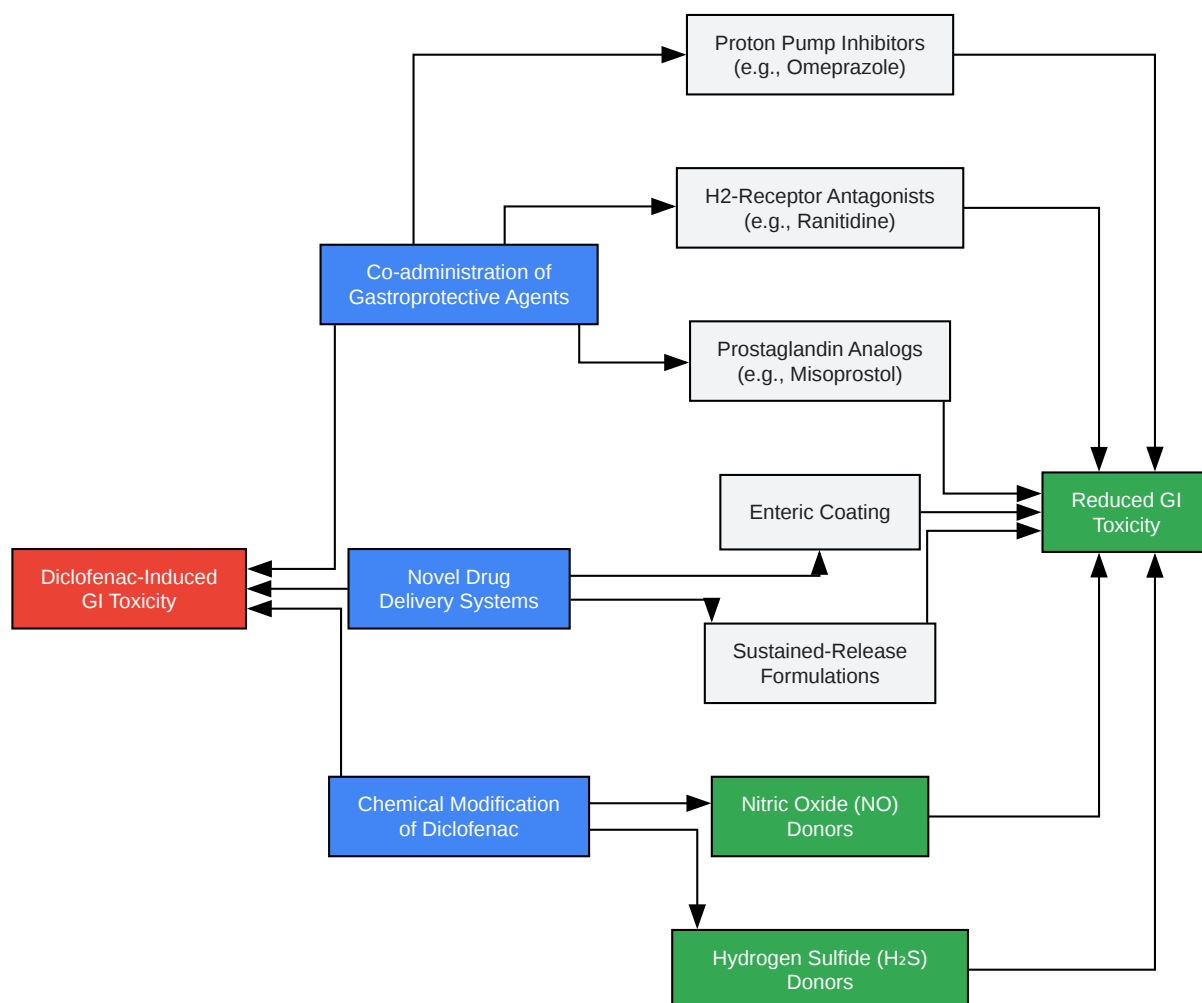 Proton Pump Inhibitors
(e.g., Omeprazole)
H2-Receptor Antagonists
(e.g., Ranitidine)
Co-administration of
Gastroprotective Agents
Prostaglandin Analogs
(e.g., Misoprostol)
Enteric Coating
Reduced GI
Toxicity
Diclofenac-Induced
GI Toxicity
Novel Drug
Delivery Systems
Sustained-Release
Formulations
Chemical Modification
of Diclofenac
Nitric Oxide (NO)
Donors
Hydrogen Sulfide (H₂S)
Donors